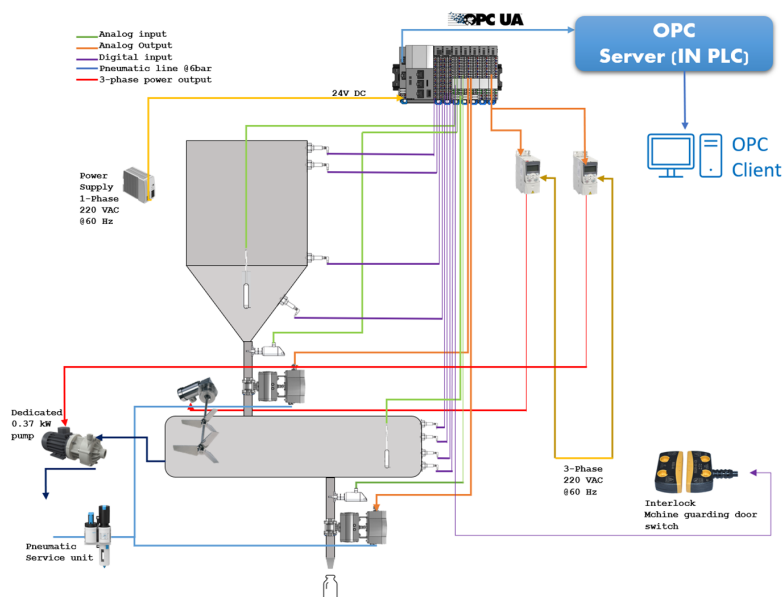 Analog input
Analog Output
Digital input
Pneumatic line @6bar
3-phase power output
OPC UA
OPC
Server (IN PLC)
24V DC
OPC
Client
Power
Supply
1-Phase
220 VAC
@60 Hz
Dedicated
0.37 kW
pump
3-Phase
220 VAC
@60 Hz
Interlock
Mchine guarding door
switch
Pneumatic
Service unit